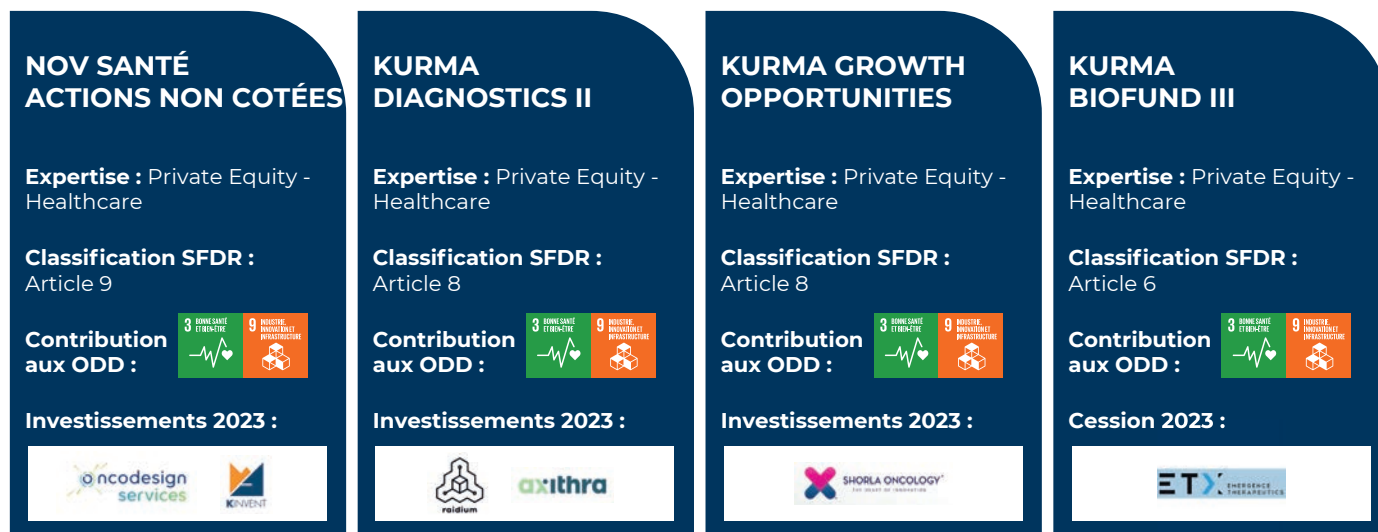 NOV SANTÉ
ACTIONS NON COTÉES
Expertise : Private Equity -
Healthcare
Classification SFDR :
Article 9
Contribution
aux ODD :
3 BONNE SANTÉ
ET BIEN-ÊTRE
9 INDUSTRIE,
INNOVATION ET
INFRASTRUCTURE
Investissements 2023 :
oncodesign
services
KINVENT
KURMA
DIAGNOSTICS II
Expertise : Private Equity -
Healthcare
Classification SFDR :
Article 8
Contribution
aux ODD :
3 BONNE SANTÉ
ET BIEN-ÊTRE
9 INDUSTRIE,
INNOVATION ET
INFRASTRUCTURE
Investissements 2023 :
raidium
axithra
KURMA GROWTH
OPPORTUNITIES
Expertise : Private Equity -
Healthcare
Classification SFDR :
Article 8
Contribution
aux ODD :
3 BONNE SANTÉ
ET BIEN-ÊTRE
9 INDUSTRIE,
INNOVATION ET
INFRASTRUCTURE
Investissements 2023 :
SHORLA ONCOLOGY
THE HEART OF INNOVATION
KURMA
BIOFUND III
Expertise : Private Equity -
Healthcare
Classification SFDR :
Article 6
Contribution
aux ODD :
3 BONNE SANTÉ
ET BIEN-ÊTRE
9 INDUSTRIE,
INNOVATION ET
INFRASTRUCTURE
Cession 2023 :
ETX EMERGENCE
THERAPEUTICS